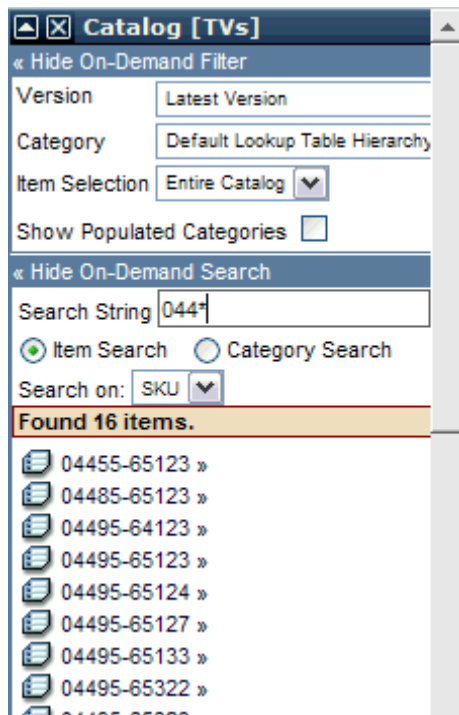 Catalog [TVs]
« Hide On-Demand Filter
Version Latest Version
Category Default Lookup Table Hierarchy
Item Selection Entire Catalog
Show Populated Categories
« Hide On-Demand Search
Search String 044*
Item Search Category Search
Search on: SKU
Found 16 items.
04455-65123 »
04485-65123 »
04495-64123 »
04495-65123 »
04495-65124 »
04495-65127 »
04495-65133 »
04495-65322 »